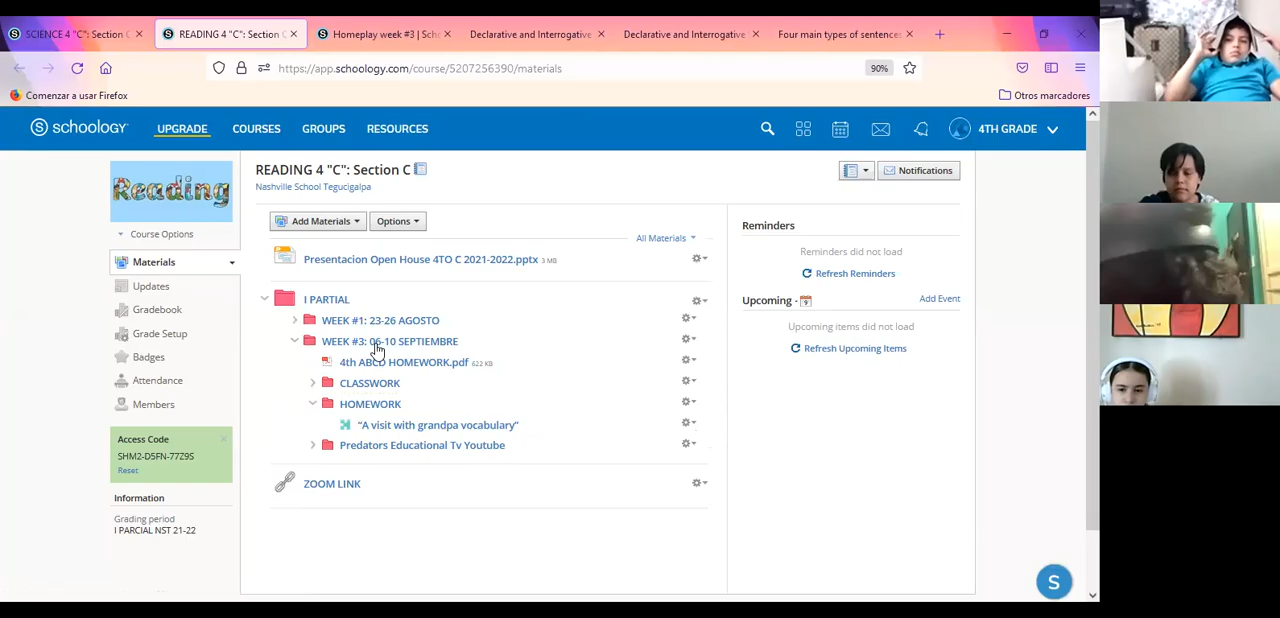 SCIENCE 4 "C": Section C
READING 4 "C": Section C
Homeplay week #3 | Sch
Declarative and Interrogative
Declarative and Interrogative
Four main types of sentences
https://app.schoology.com/course/5207256390/materials
90%
Comenzar a usar Firefox
Otros marcadores
S schoology
UPGRADE
COURSES
GROUPS
RESOURCES
4TH GRADE
Reading
READING 4 "C": Section C
Nashville School Tegucigalpa
Notifications
Course Options
Materials
Updates
Gradebook
Grade Setup
Badges
Attendance
Members
Access Code
SHM2-D5FN-77Z9S
Reset
Information
Grading period
I PARCIAL NST 21-22
Add Materials
Options
All Materials
Presentacion Open House 4TO C 2021-2022.pptx 3 MB
I PARTIAL
WEEK #1: 23-26 AGOSTO
WEEK #3: 06-10 SEPTIEMBRE
4th ABCD HOMEWORK.pdf 622 KB
CLASSWORK
HOMEWORK
"A visit with grandpa vocabulary"
Predators Educational Tv Youtube
ZOOM LINK
Reminders
Reminders did not load
Refresh Reminders
Upcoming · 9
Add Event
Upcoming items did not load
Refresh Upcoming Items
S